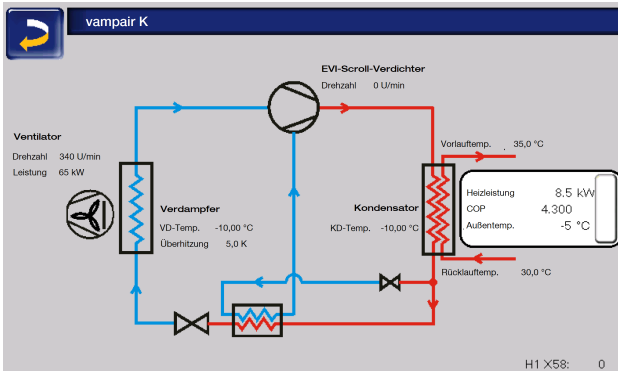 vampair K
EVI-Scroll-Verdichter
Drehzahl 0 U/min
Ventilator
Drehzahl 340 U/min
Leistung 65 kW
Vorlauftemp. 35,0 °C
Verdampfer
VD-Temp. -10,00 °C
Überhitzung 5,0 K
Kondensator
KD-Temp. -10,00 °C
Heizleistung 8.5 kW
COP 4.300
Außentemp. -5 °C
Rücklauftemp. 30,0 °C
H1 X58: 0